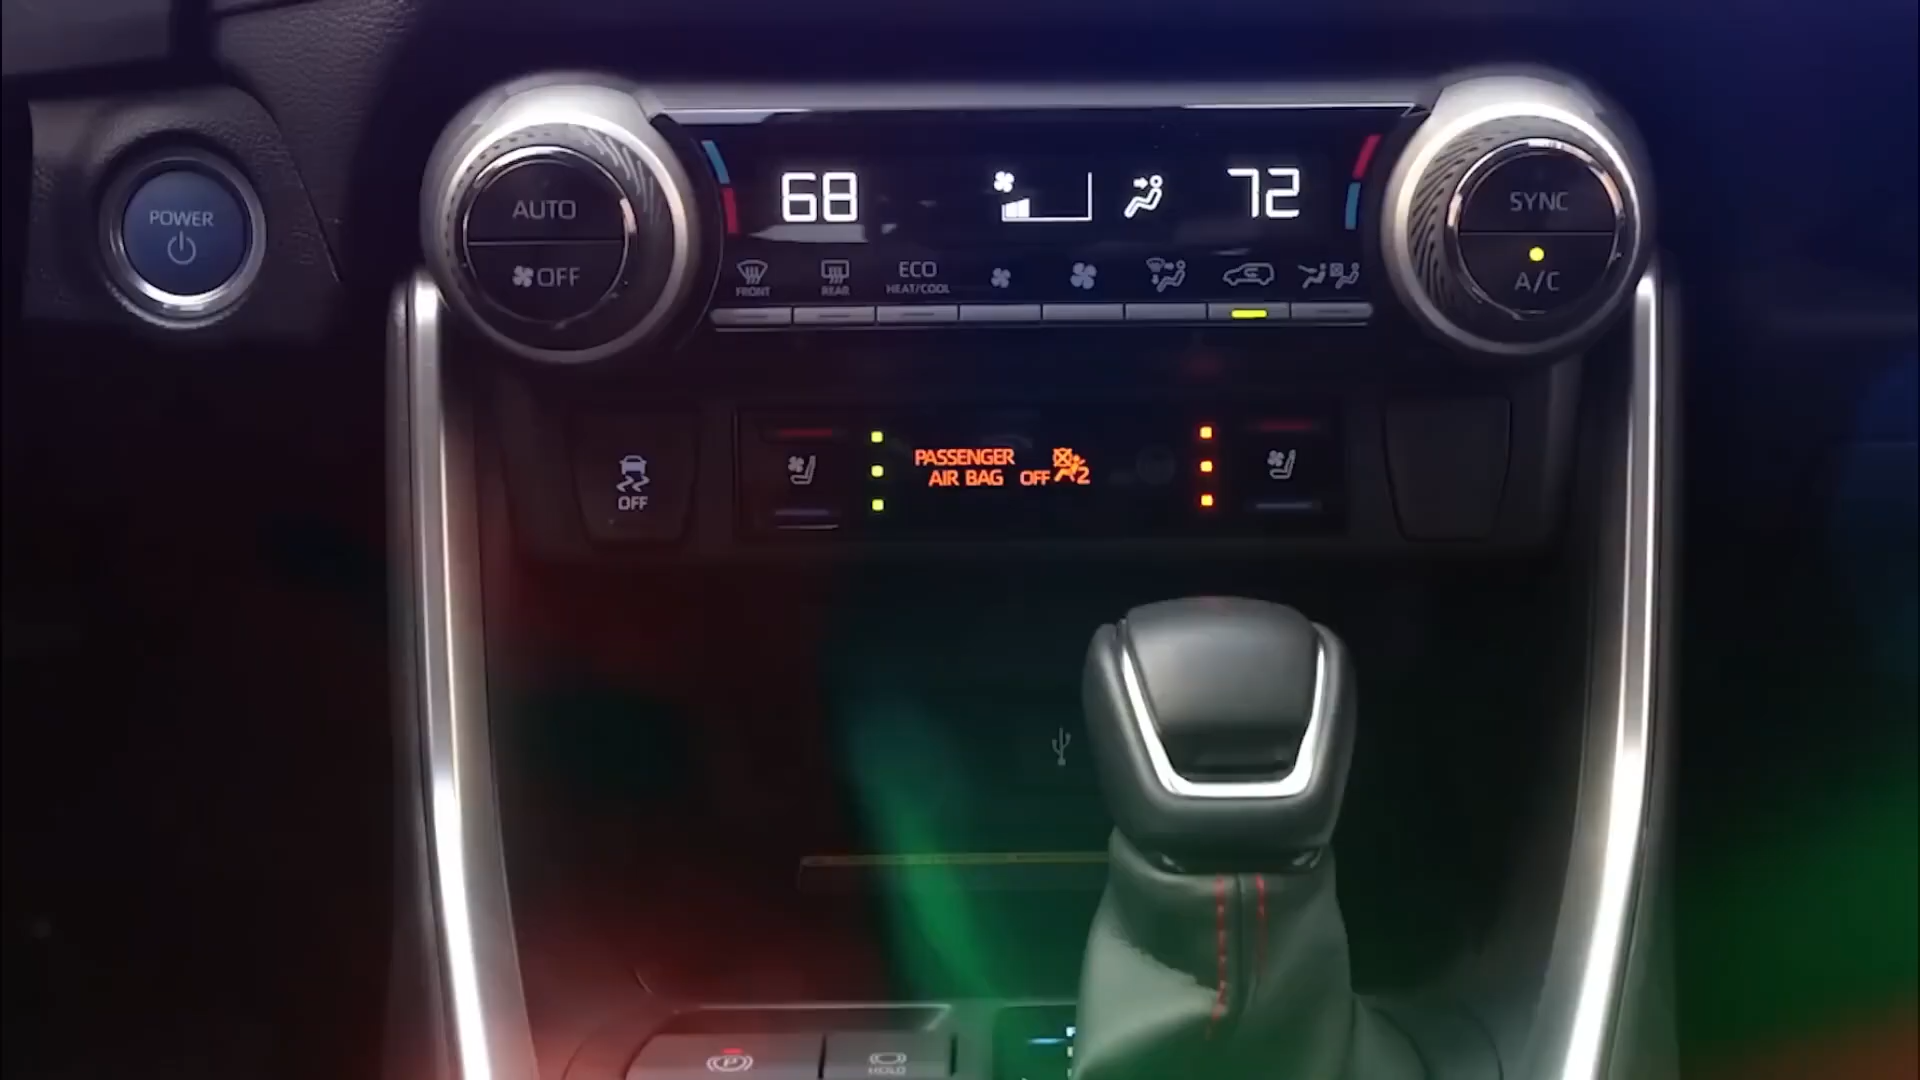 POWER
AUTO
OFF
68
72
SYNC
A/C
FRONT
REAR
ECO
HEAT/COOL
OFF
PASSENGER
AIR BAG OFF 2
P
HOLD